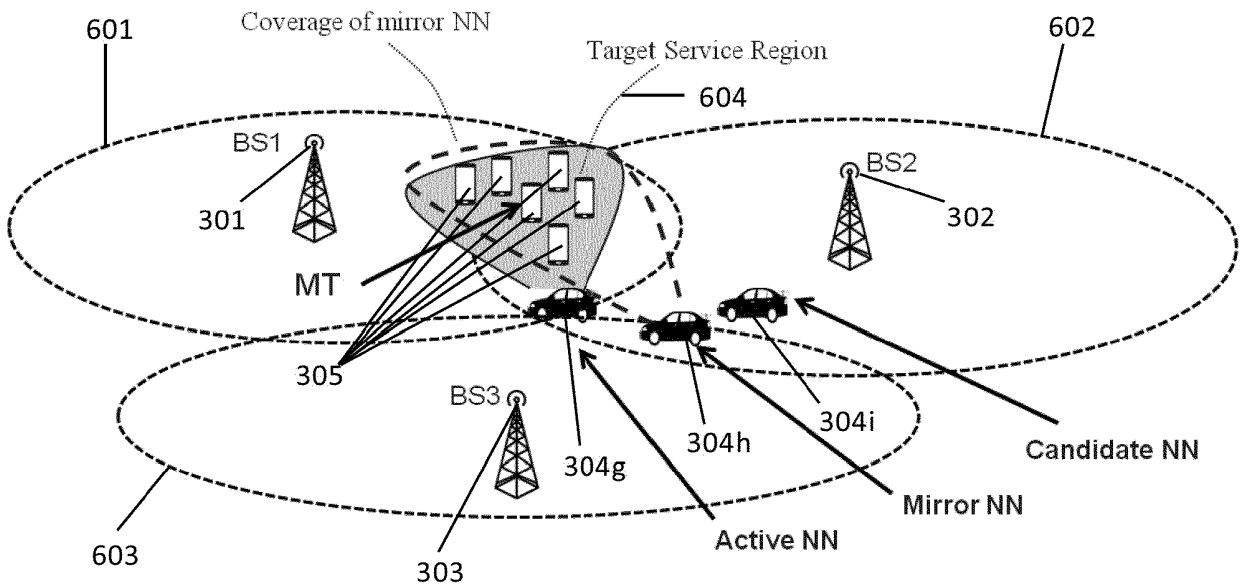 601
Coverage of mirror NN
Target Service Region
602
604
BS1
BS2
301
302
MT
305
BS3
304g
304h
304i
Candidate NN
Mirror NN
Active NN
603
303